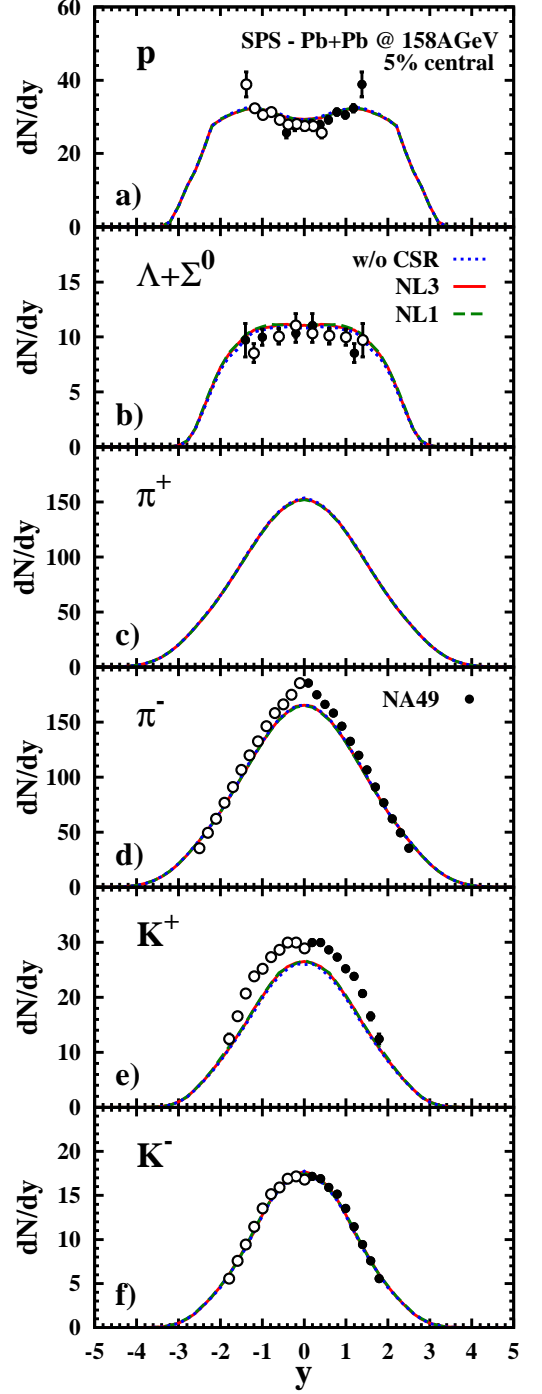 p
SPS - Pb+Pb @ 158AGeV
5% central
dN/dy
60
40
20
0
a)
Λ+Σ⁰
w/o CSR
NL3
NL1
dN/dy
15
10
5
0
b)
π⁺
dN/dy
150
100
50
0
c)
π⁻
NA49
dN/dy
150
100
50
0
d)
K⁺
dN/dy
30
20
10
0
e)
K⁻
dN/dy
20
15
10
5
0
f)
-5 -4 -3 -2 -1 0 1 2 3 4 5
y